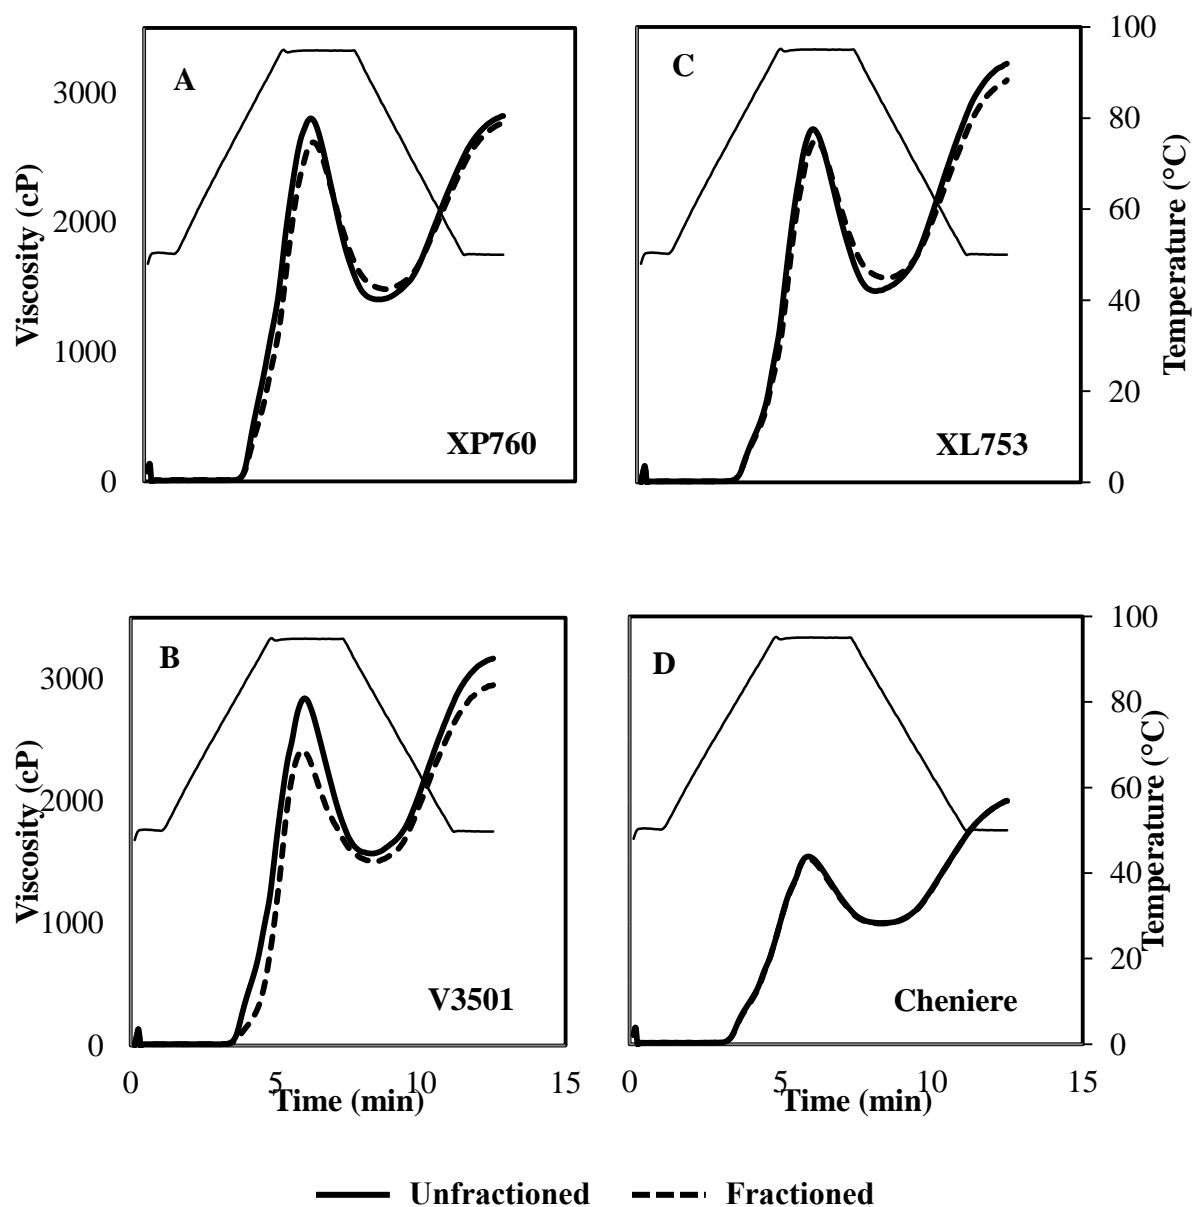 A
C
100
3000
80
2000
60
40
1000
20
XP760
XL753
0
0
Viscosity (cP)
Temperature (°C)
B
D
100
3000
80
2000
60
40
1000
20
V3501
Cheniere
0
0
Viscosity (cP)
Temperature (°C)
0 5 10 15
0 5 10 15
Time (min)
Time (min)
Unfractioned Fractioned